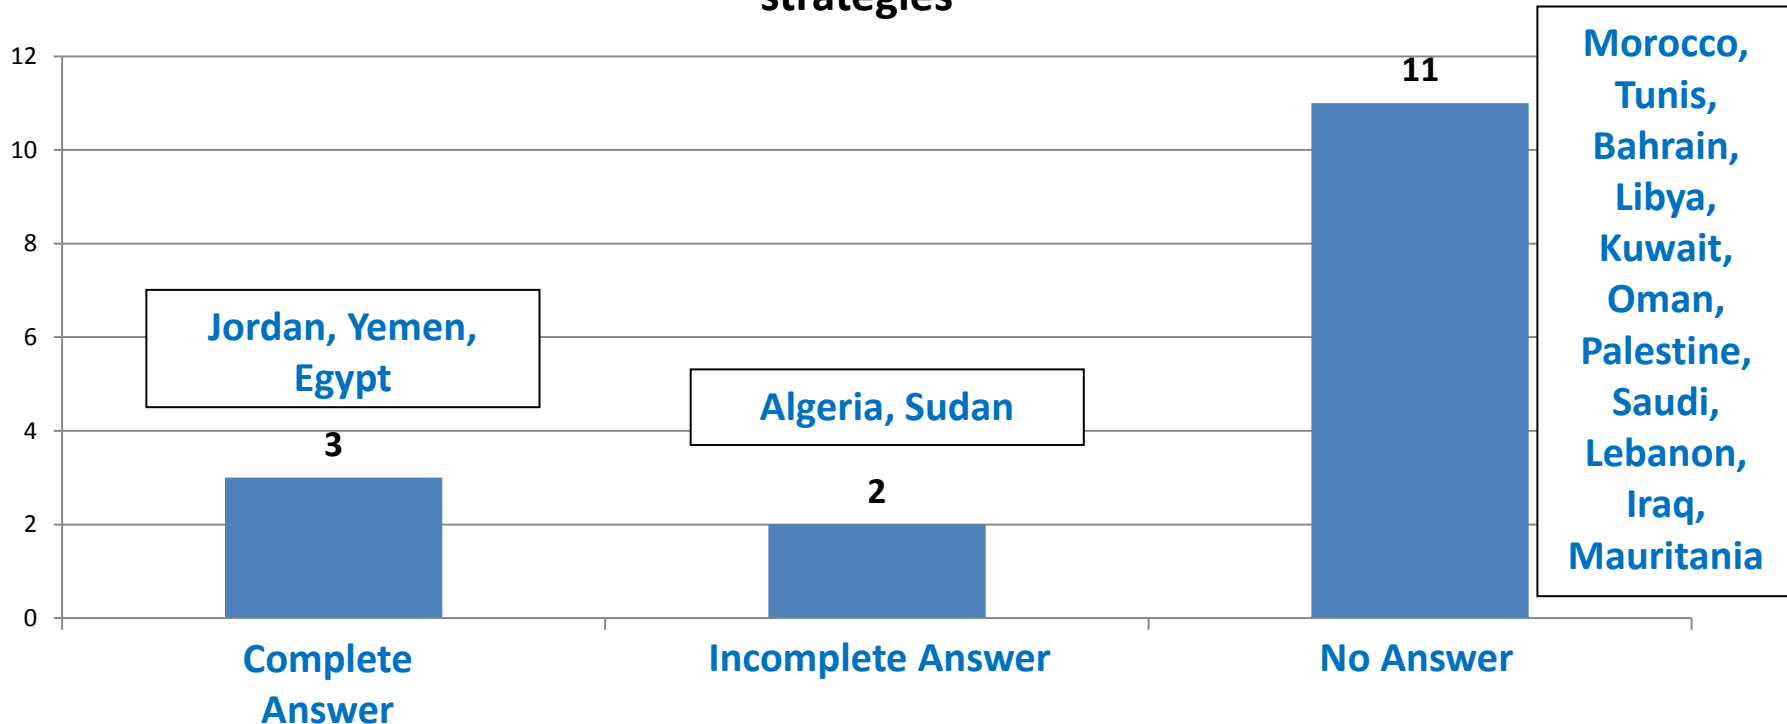 strategies
12
10
8
6
4
2
0
11
3
2
Jordan, Yemen,
Egypt
Algeria, Sudan
Morocco,
Tunis,
Bahrain,
Libya,
Kuwait,
Oman,
Palestine,
Saudi,
Lebanon,
Iraq,
Mauritania
Complete
Answer
Incomplete Answer
No Answer